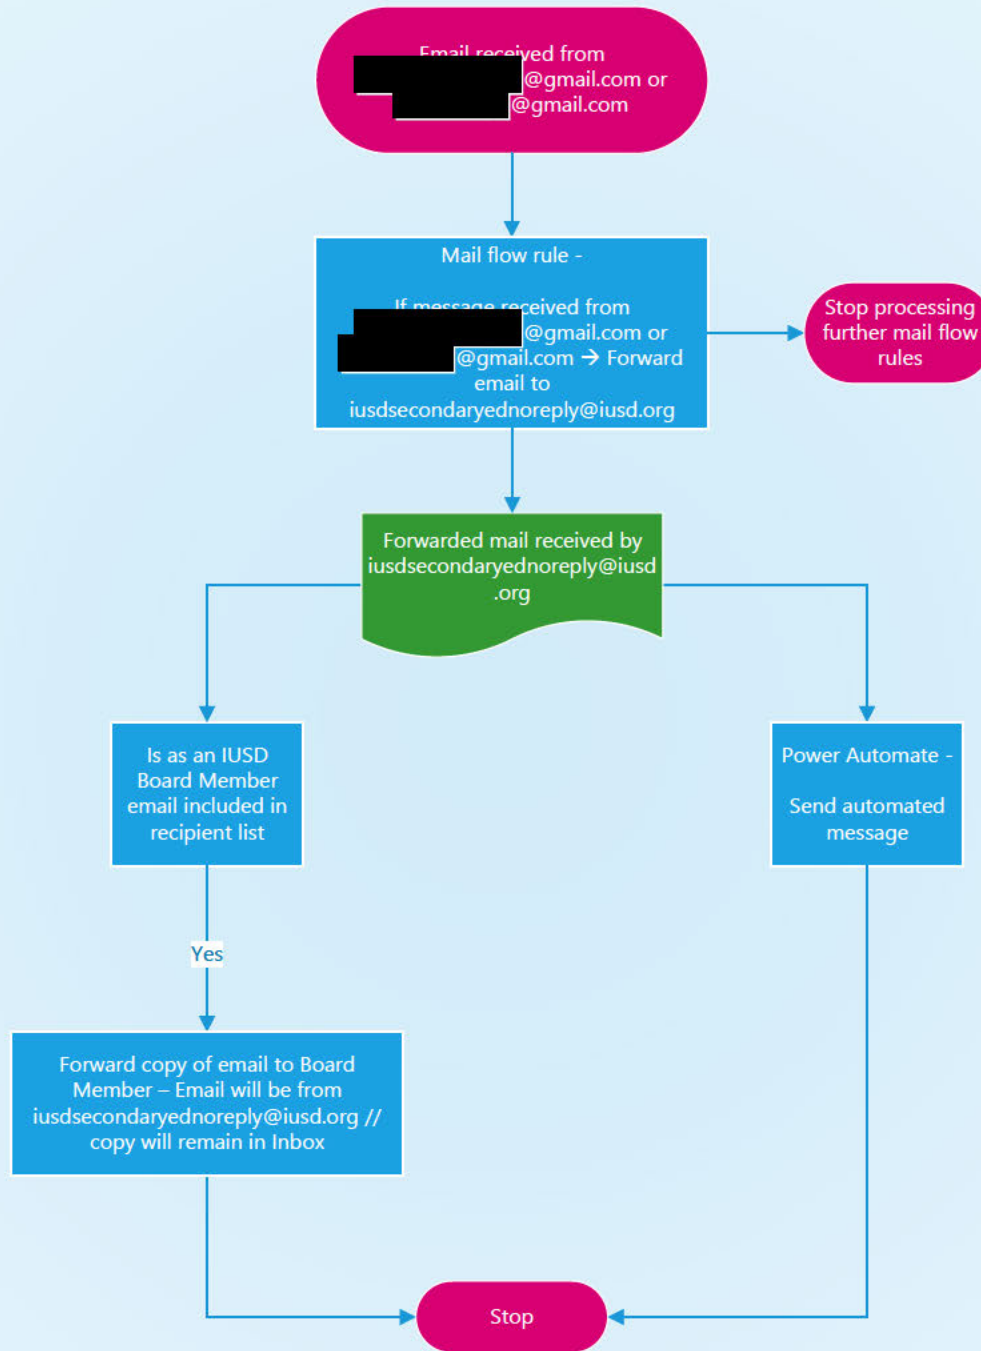 Email received from
@gmail.com or
@gmail.com
Mail flow rule -
If message received from
@gmail.com or
@gmail.com → Forward
email to
iusdsecondaryednoreply@iusd.org
Stop processing
further mail flow
rules
Forwarded mail received by
iusdsecondaryednoreply@iusd
.org
Is as an IUSD
Board Member
email included in
recipient list
Power Automate -
Send automated
message
Yes
Forward copy of email to Board
Member – Email will be from
iusdsecondaryednoreply@iusd.org //
copy will remain in Inbox
Stop